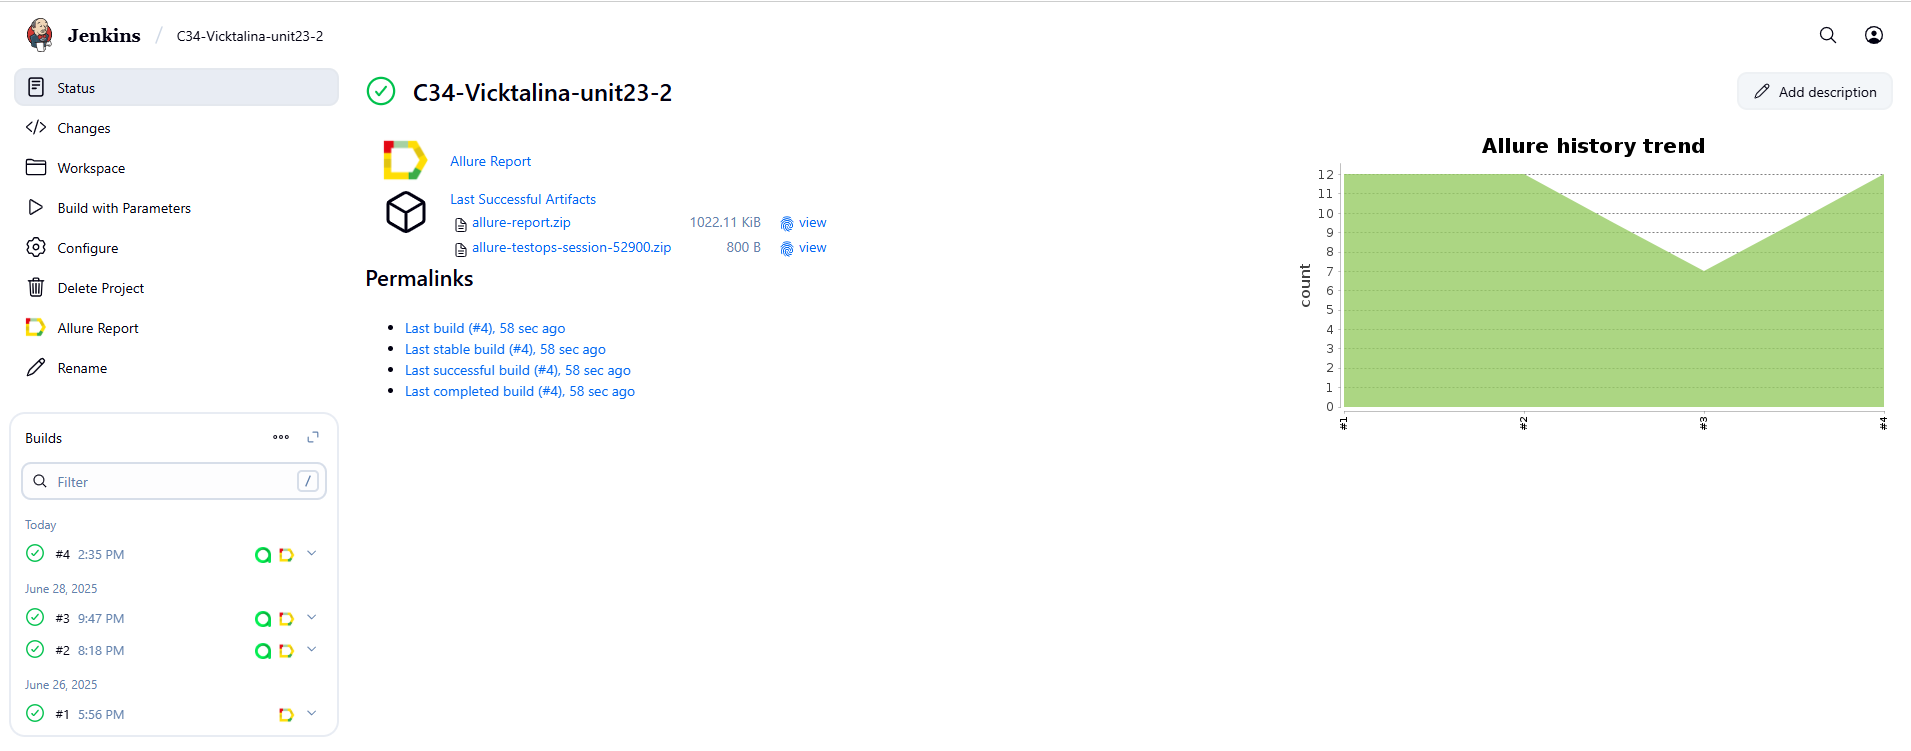 Jenkins / C34-Vicktalina-unit23-2
Status
Changes
Workspace
Build with Parameters
Configure
Delete Project
Allure Report
Rename
Builds
Filter /
Today
#4 2:35 PM
June 28, 2025
#3 9:47 PM
#2 8:18 PM
June 26, 2025
#1 5:56 PM
C34-Vicktalina-unit23-2
Add description
Allure Report
Last Successful Artifacts
allure-report.zip 1022.11 KiB view
allure-testops-session-52900.zip 800 B view
Permalinks
Last build (#4), 58 sec ago
Last stable build (#4), 58 sec ago
Last successful build (#4), 58 sec ago
Last completed build (#4), 58 sec ago
Allure history trend
count
12
11
10
9
8
7
6
5
4
3
2
1
0
#1 #2 #3 #4